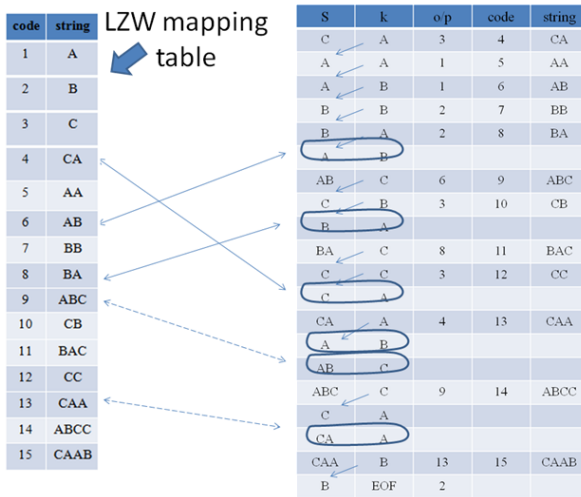 LZW mapping table
code string
1 A
2 B
3 C
4 CA
5 AA
6 AB
7 BB
8 BA
9 ABC
10 CB
11 BAC
12 CC
13 CAA
14 ABCC
15 CAAB
S k o/p code string
C A 3 4 CA
A A 1 5 AA
A B 1 6 AB
B B 2 7 BB
B A 2 8 BA
A B
AB C 6 9 ABC
C B 3 10 CB
B A
BA C 8 11 BAC
C C 3 12 CC
C A
CA A 4 13 CAA
A B
AB C
ABC C 9 14 ABCC
C A
CA A
CAA B 13 15 CAAB
B EOF 2